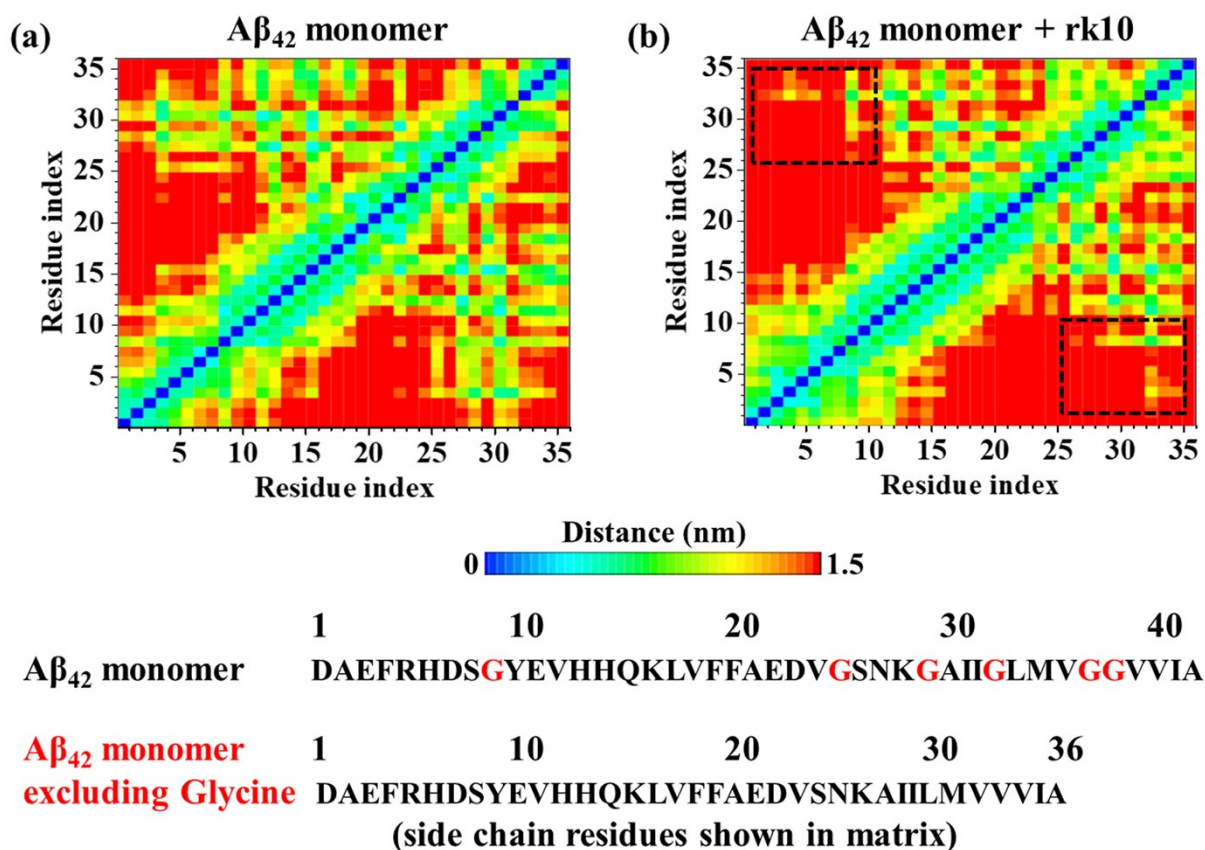 (a) Aβ₄₂ monomer
35
30
25
20
15
10
5
Residue index
5 10 15 20 25 30 35
Residue index
(b) Aβ₄₂ monomer + rk10
35
30
25
20
15
10
5
Residue index
5 10 15 20 25 30 35
Residue index
Distance (nm)
0 1.5
1 10 20 30 40
Aβ₄₂ monomer DAEFRHDSGYEVHHQKLVFFAEDVGSNKGAIIGLMVGGVVIA
Aβ₄₂ monomer 1 10 20 30 36
excluding Glycine DAEFRHDSYEVHHQKLVFFAEDVSNKAIILMVVVIA
(side chain residues shown in matrix)